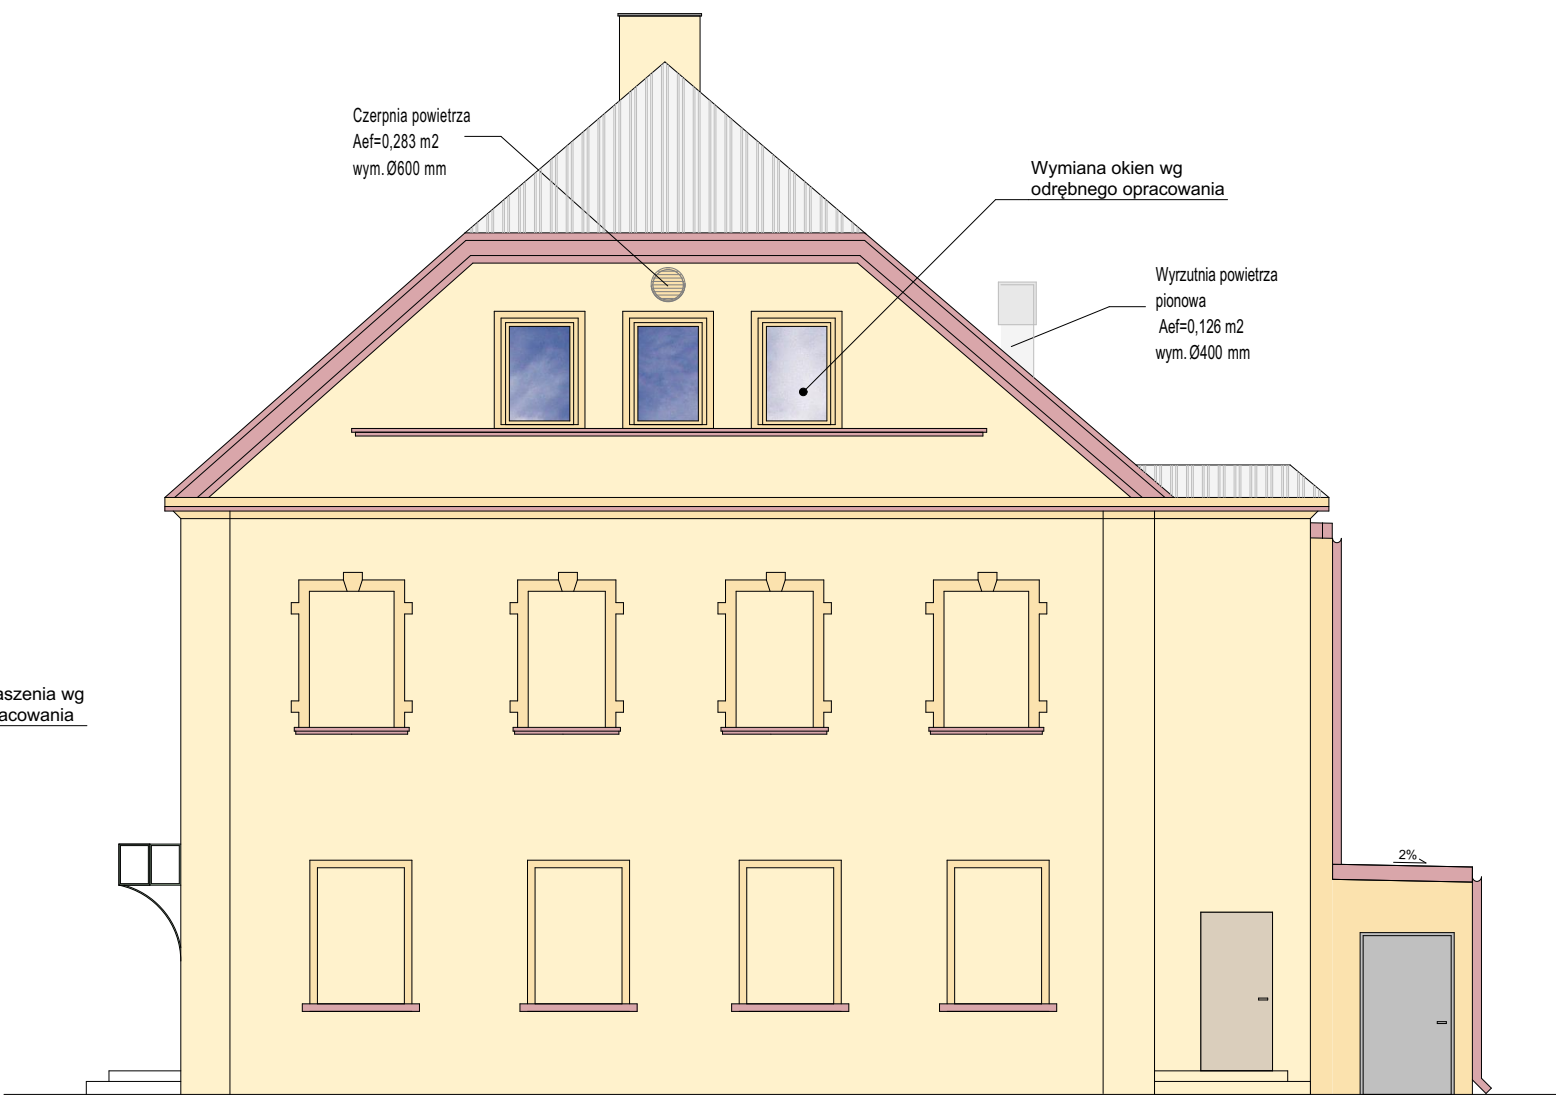 Czerpnia powietrza
Aef=0,283 m2
wym.Ø600 mm
Wymiana okien wg
odrębnego opracowania
Wyrzutnia powietrza
pionowa
Aef=0,126 m2
wym.Ø400 mm
aszenia wg
acowania
2%